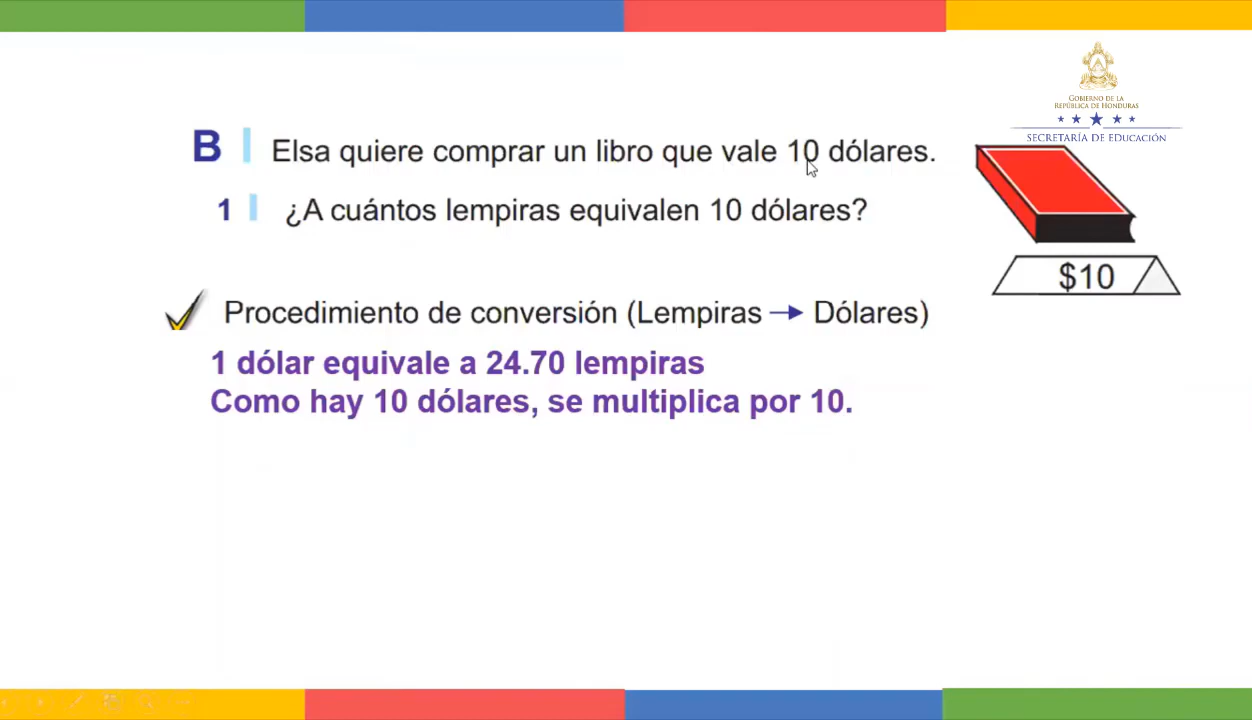 GOBIERNO DE LA
REPÚBLICA DE HONDURAS
SECRETARÍA DE EDUCACIÓN
B Elsa quiere comprar un libro que vale 10 dólares.
1 ¿A cuántos lempiras equivalen 10 dólares?
$10
Procedimiento de conversión (Lempiras → Dólares)
1 dólar equivale a 24.70 lempiras
Como hay 10 dólares, se multiplica por 10.